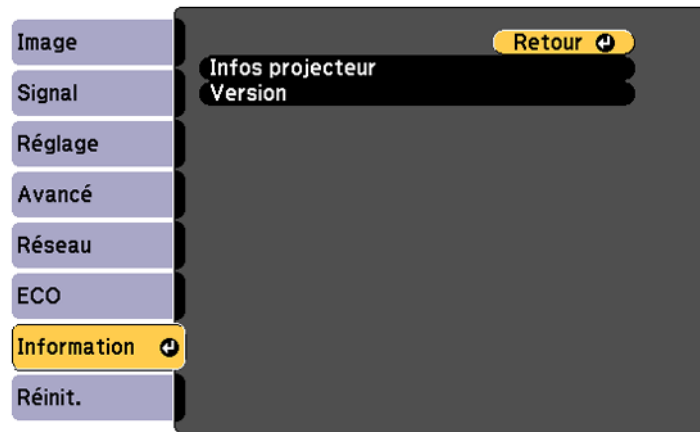 Image
Signal
Réglage
Avancé
Réseau
ECO
Information
Réinit.
Retour
Infos projecteur
Version